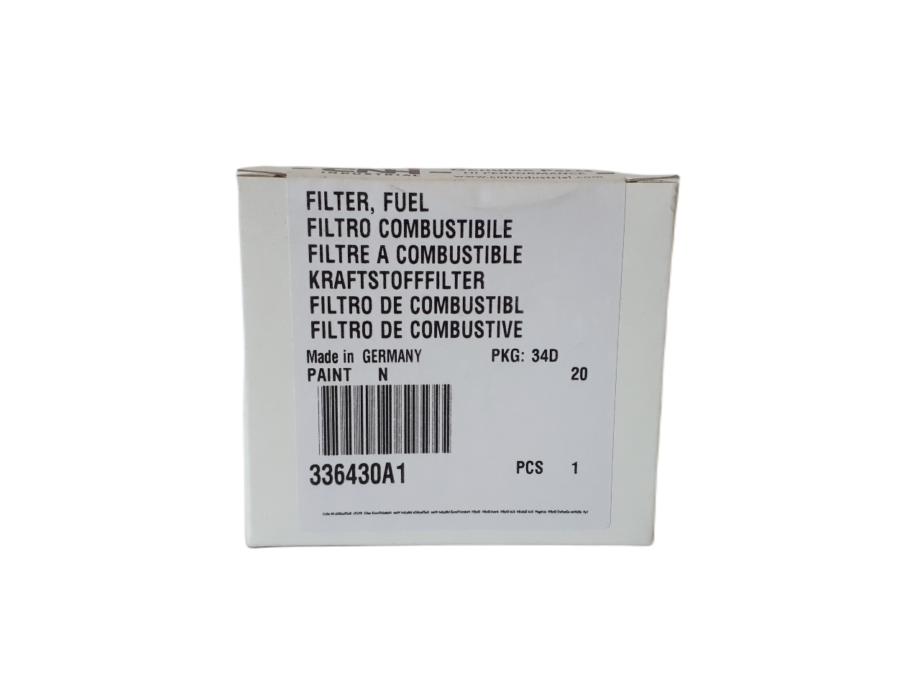 INDUSTRIAL
FILTER, FUEL
FILTRO COMBUSTIBILE
FILTRE A COMBUSTIBLE
KRAFTSTOFFFILTER
FILTRO DE COMBUSTIBL
FILTRO DE COMBUSTIVE
Made in GERMANY PKG: 34D
PAINT N 20
336430A1 PCS 1